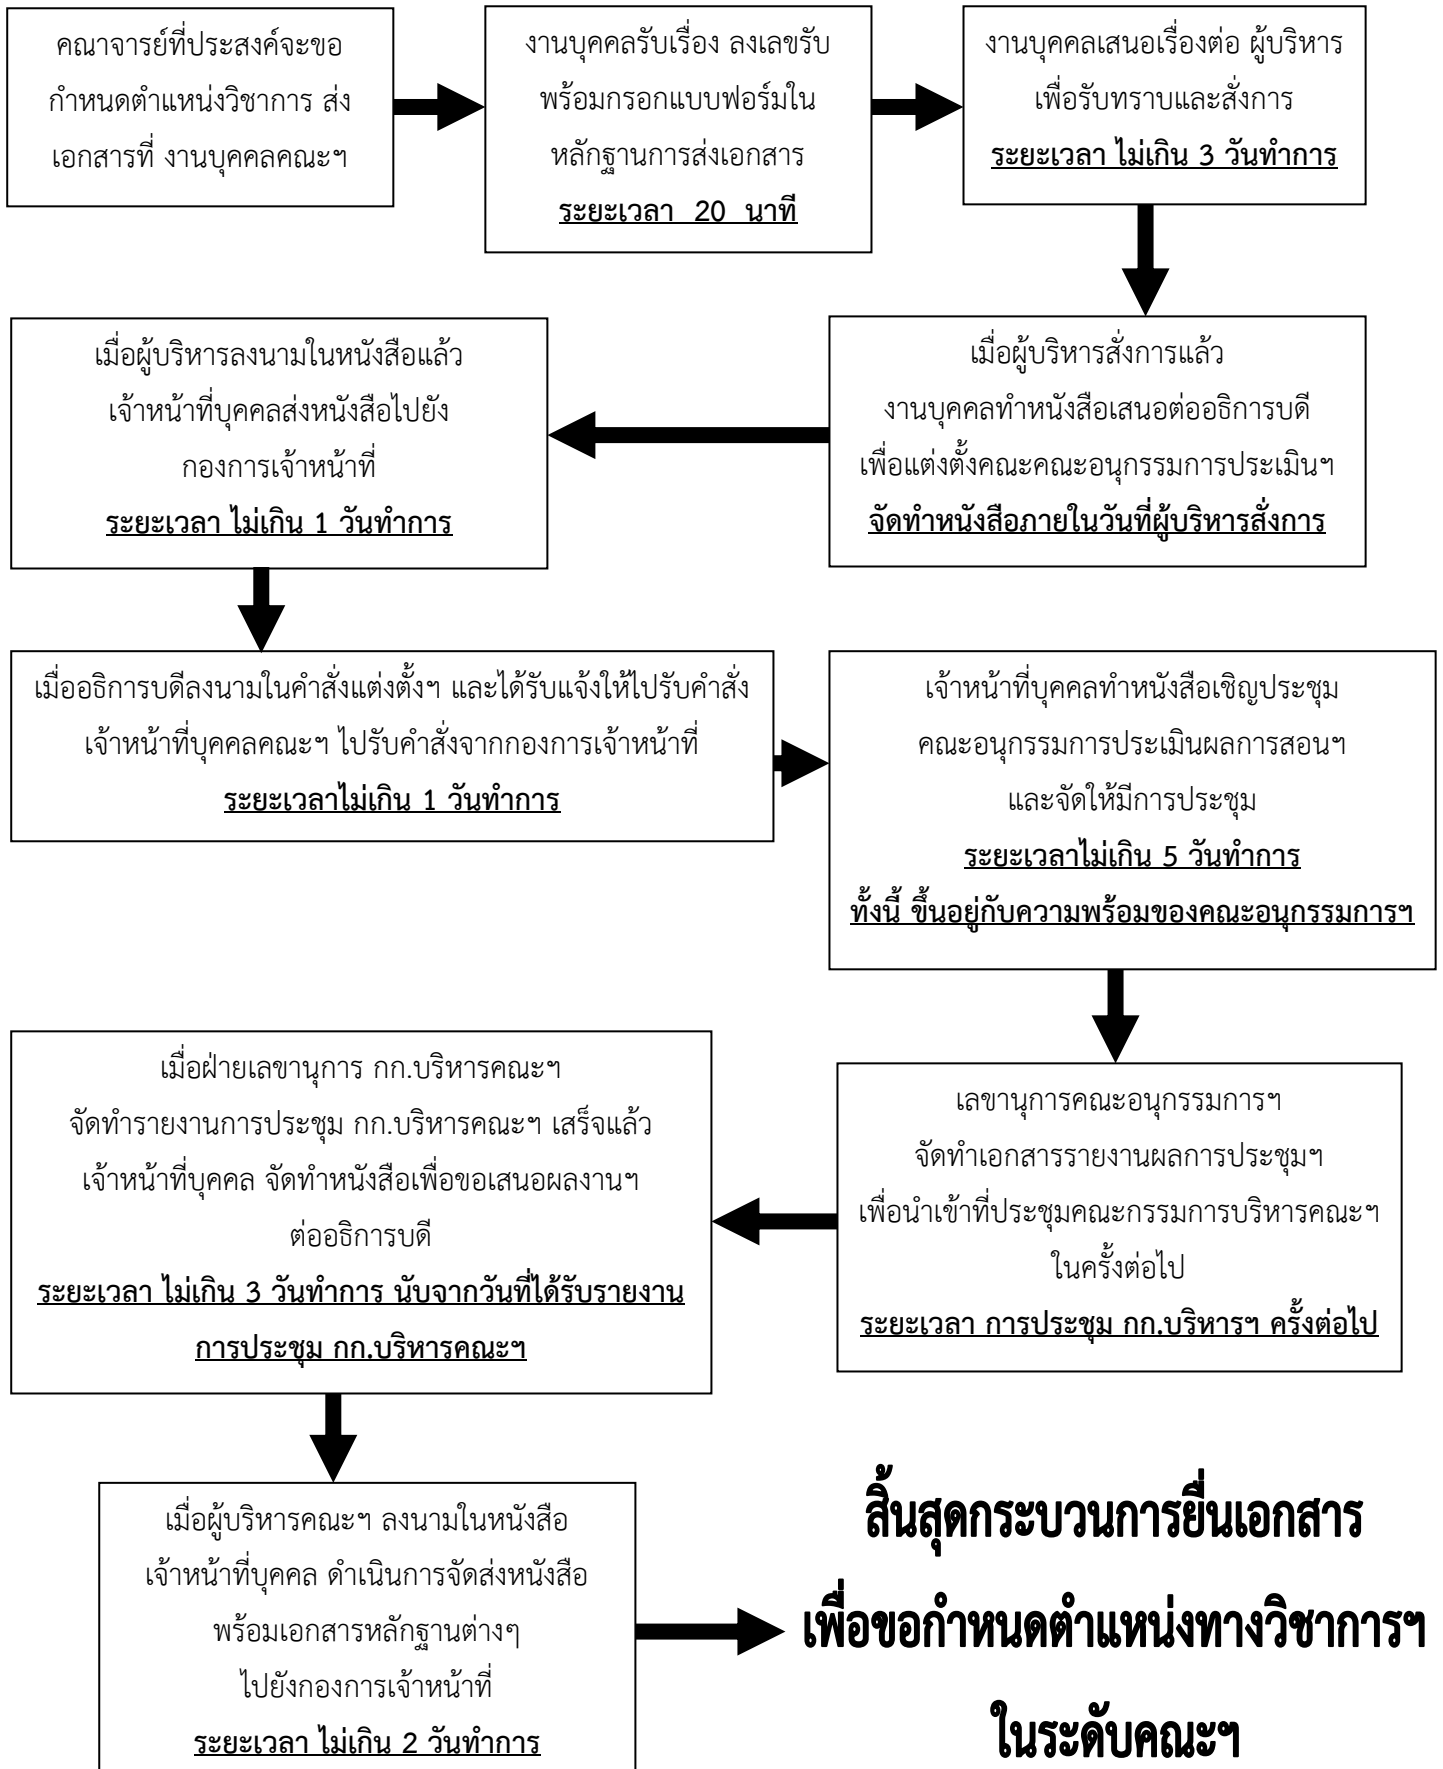 คณาจารย์ที่ประสงค์จะขอ
กำหนดตำแหน่งวิชาการ ส่ง
เอกสารที่ งานบุคคลคณะฯ
งานบุคคลรับเรื่อง ลงเลขรับ
พร้อมกรอกแบบฟอร์มใน
หลักฐานการส่งเอกสาร
ระยะเวลา 20 นาที
งานบุคคลเสนอเรื่องต่อ ผู้บริหาร
เพื่อรับทราบและสั่งการ
ระยะเวลา ไม่เกิน 3 วันทำการ
เมื่อผู้บริหารสั่งการแล้ว
งานบุคคลทำหนังสือเสนอต่ออธิการบดี
เพื่อแต่งตั้งคณะคณะอนุกรรมการประเมินฯ
จัดทำหนังสือภายในวันที่ผู้บริหารสั่งการ
เมื่อผู้บริหารลงนามในหนังสือแล้ว
เจ้าหน้าที่บุคคลส่งหนังสือไปยัง
กองการเจ้าหน้าที่
ระยะเวลา ไม่เกิน 1 วันทำการ
เมื่ออธิการบดีลงนามในคำสั่งแต่งตั้งฯ และได้รับแจ้งให้ไปรับคำสั่ง
เจ้าหน้าที่บุคคลคณะฯ ไปรับคำสั่งจากกองการเจ้าหน้าที่
ระยะเวลาไม่เกิน 1 วันทำการ
เจ้าหน้าที่บุคคลทำหนังสือเชิญประชุม
คณะอนุกรรมการประเมินผลการสอนฯ
และจัดให้มีการประชุม
ระยะเวลาไม่เกิน 5 วันทำการ
ทั้งนี้ ขึ้นอยู่กับความพร้อมของคณะอนุกรรมการฯ
เลขานุการคณะอนุกรรมการฯ
จัดทำเอกสารรายงานผลการประชุมฯ
เพื่อนำเข้าที่ประชุมคณะกรรมการบริหารคณะฯ
ในครั้งต่อไป
ระยะเวลา การประชุม กก.บริหารฯ ครั้งต่อไป
เมื่อฝ่ายเลขานุการ กก.บริหารคณะฯ
จัดทำรายงานการประชุม กก.บริหารคณะฯ เสร็จแล้ว
เจ้าหน้าที่บุคคล จัดทำหนังสือเพื่อขอเสนอผลงานฯ
ต่ออธิการบดี
ระยะเวลา ไม่เกิน 3 วันทำการ นับจากวันที่ได้รับรายงาน
การประชุม กก.บริหารคณะฯ
เมื่อผู้บริหารคณะฯ ลงนามในหนังสือ
เจ้าหน้าที่บุคคล ดำเนินการจัดส่งหนังสือ
พร้อมเอกสารหลักฐานต่างๆ
ไปยังกองการเจ้าหน้าที่
ระยะเวลา ไม่เกิน 2 วันทำการ
สิ้นสุดกระบวนการยื่นเอกสาร
เพื่อขอกำหนดตำแหน่งทางวิชาการฯ
ในระดับคณะฯ